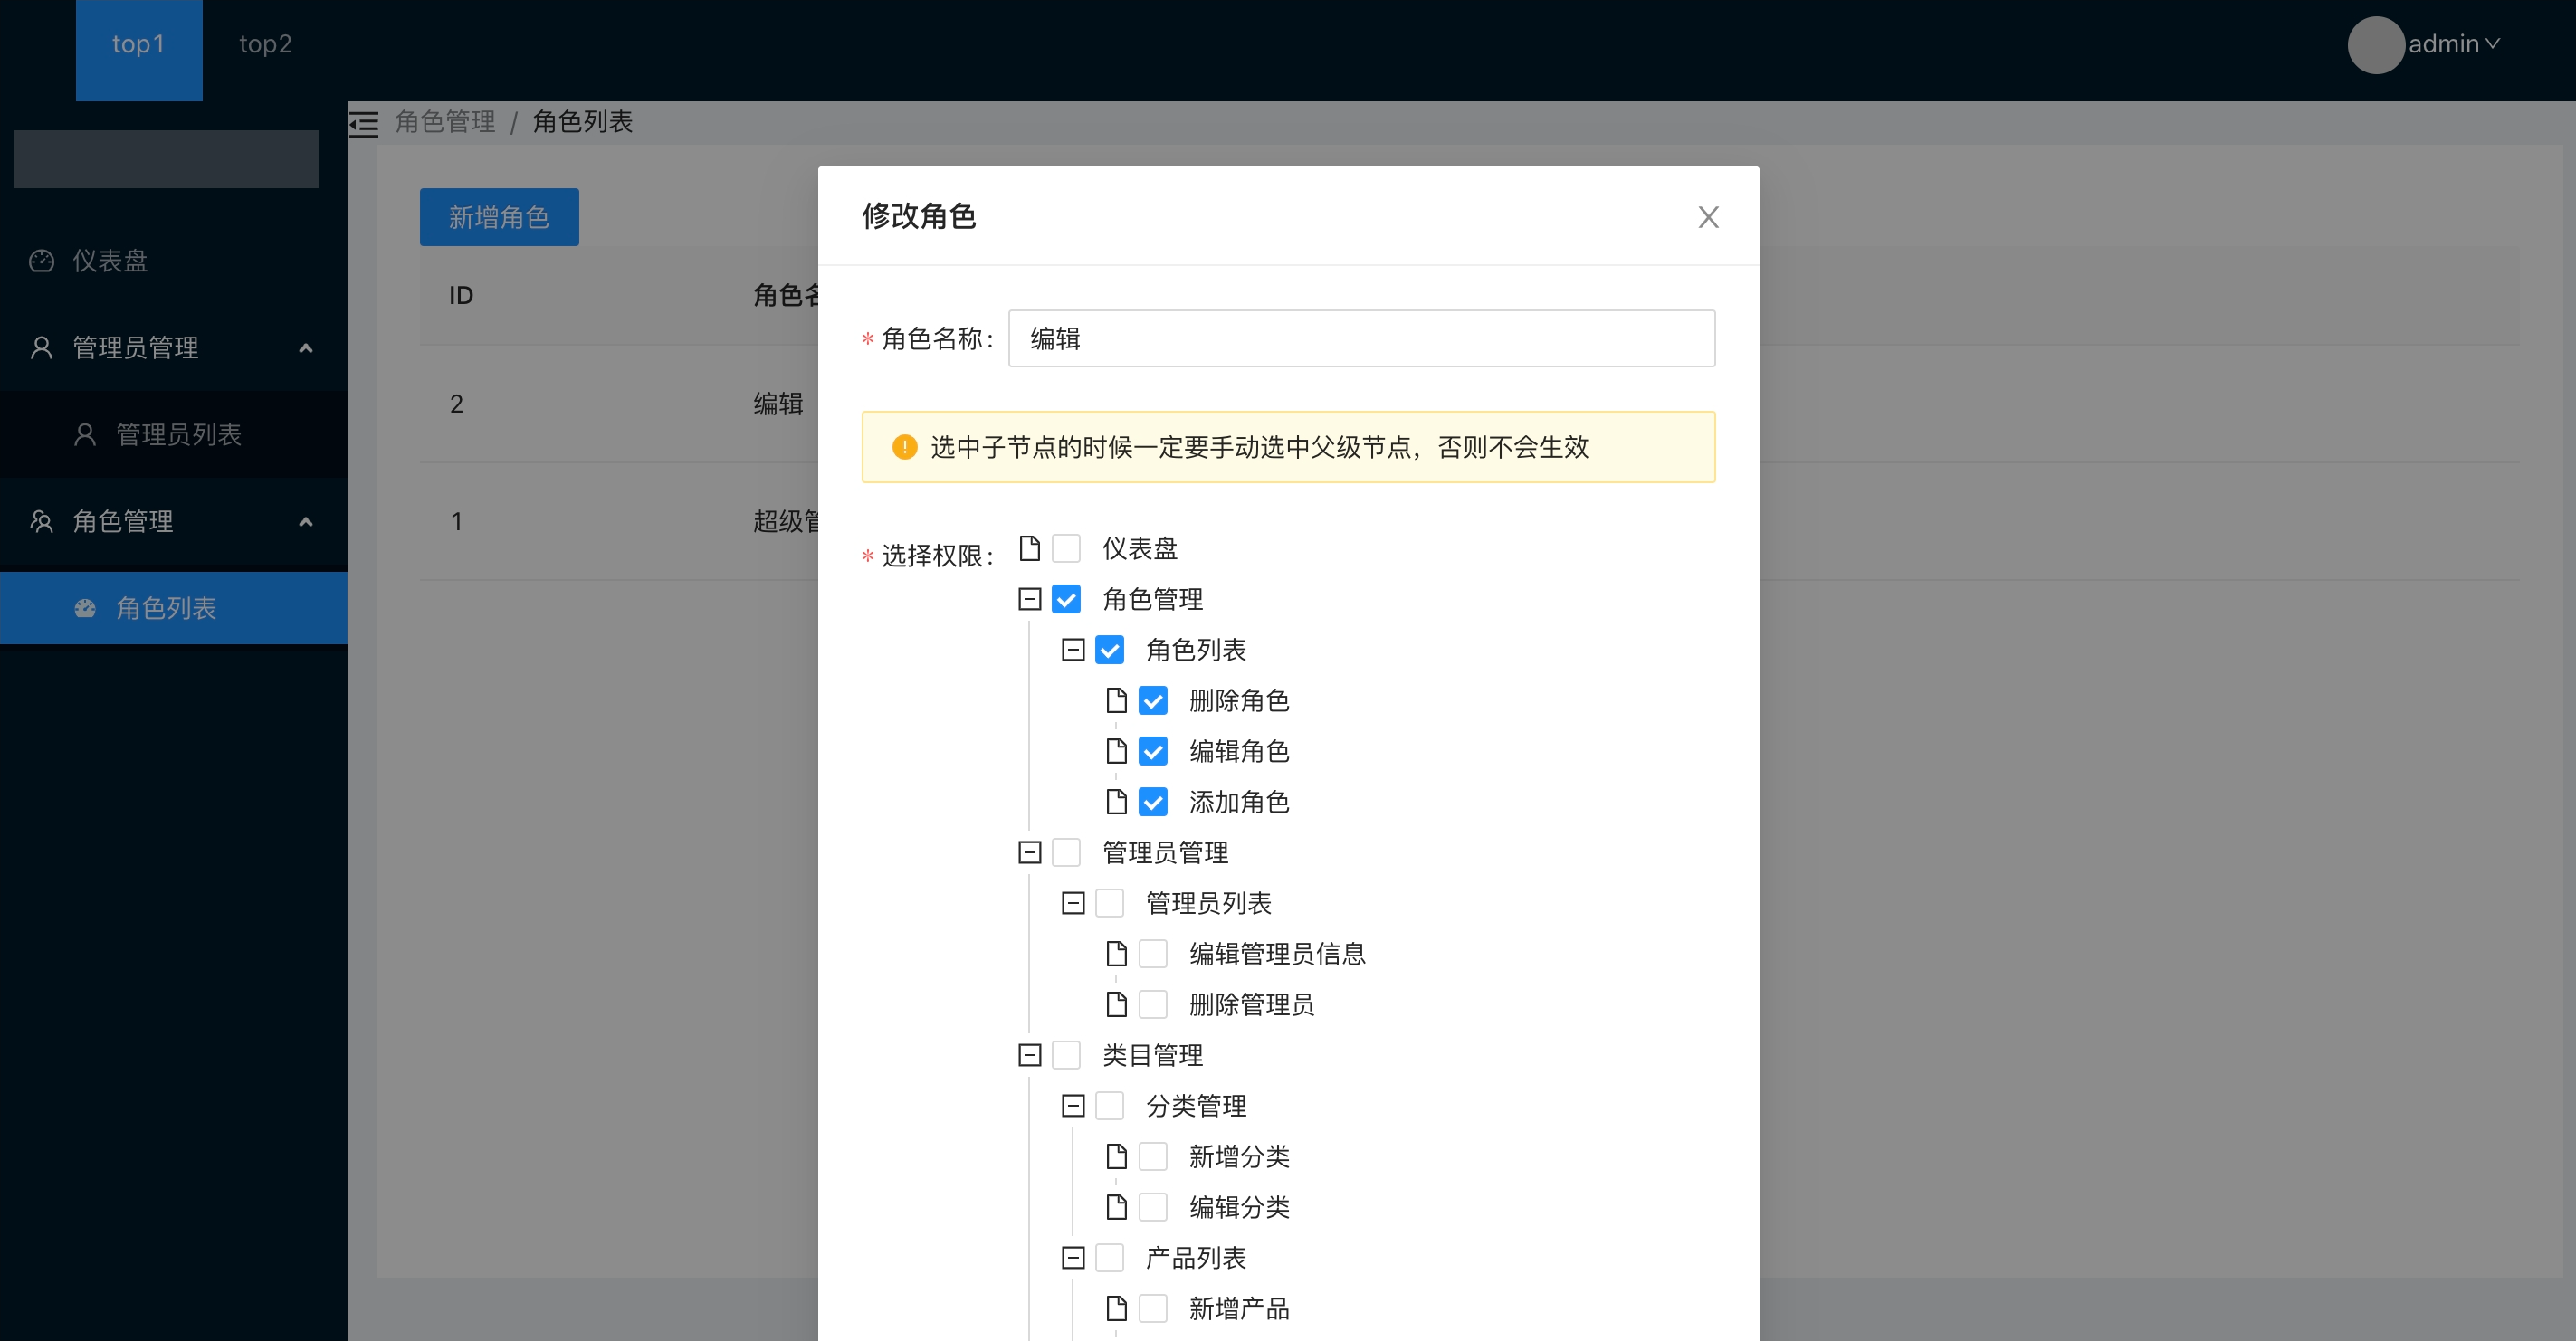 top1 top2 admin
角色管理 / 角色列表
仪表盘
管理员管理
管理员列表
角色管理
角色列表
新增角色
ID 角色名
2 编辑
1 超级管
修改角色
* 角色名称: 编辑
选中子节点的时候一定要手动选中父级节点，否则不会生效
* 选择权限:
仪表盘
角色管理
角色列表
删除角色
编辑角色
添加角色
管理员管理
管理员列表
编辑管理员信息
删除管理员
类目管理
分类管理
新增分类
编辑分类
产品列表
新增产品